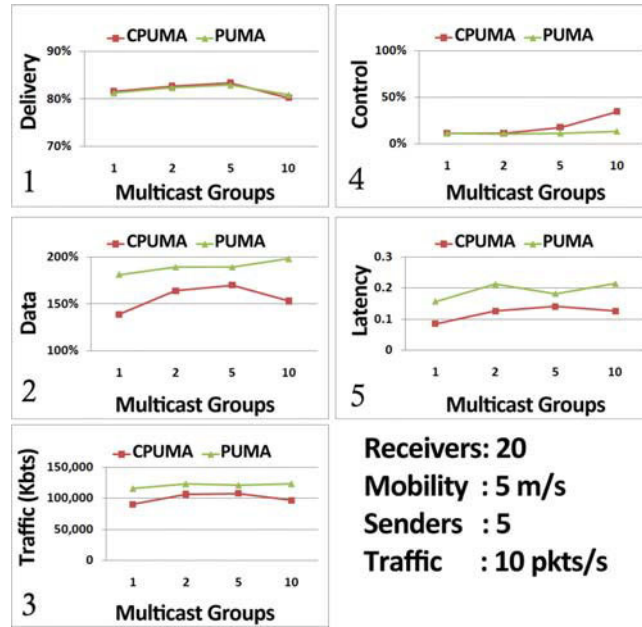 CPUMA PUMA
90%
80%
70%
Delivery
1 2 5 10
Multicast Groups
1
CPUMA PUMA
100%
50%
0%
Control
1 2 5 10
Multicast Groups
4
CPUMA PUMA
200%
150%
100%
Data
1 2 5 10
Multicast Groups
2
CPUMA PUMA
0.3
0.2
0.1
0
Latency
1 2 5 10
Multicast Groups
5
CPUMA PUMA
150,000
100,000
50,000
0
Traffic (Kbts)
1 2 5 10
Multicast Groups
3
Receivers: 20
Mobility : 5 m/s
Senders : 5
Traffic : 10 pkts/s